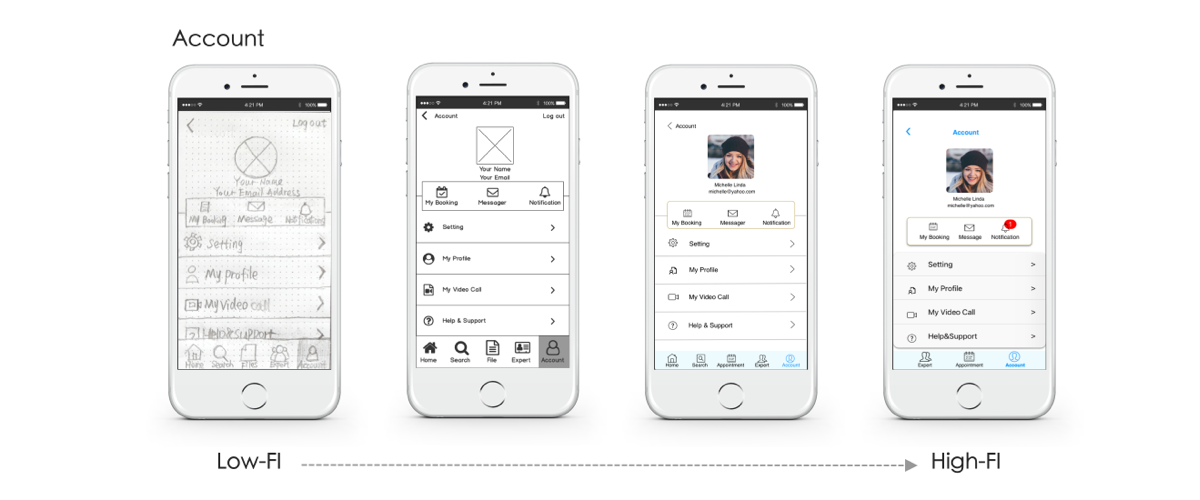 Account
4:21 PM
100%
Log out
Your Name
Your Email Address
My Booking Message Notification
Setting
My profile
My Video call
Help&support
Home Search Files Expert Account
4:21 PM
100%
Account
Log out
Your Name
Your Email
My Booking Messager Notification
Setting
My Profile
My Video Call
Help & Support
Home Search File Expert Account
4:21 PM
100%
Account
Michelle Linda
michelle@yahoo.com
My Booking Messager Notification
Setting
My Profile
My Video Call
Help & Support
Home Search Appointment Expert Account
4:21 PM
100%
Account
Michelle Linda
michelle@yahoo.com
1
My Booking Message Notification
Setting >
My Profile >
My Video Call >
Help&Support >
Expert Appointment Account
Low-FI
High-FI